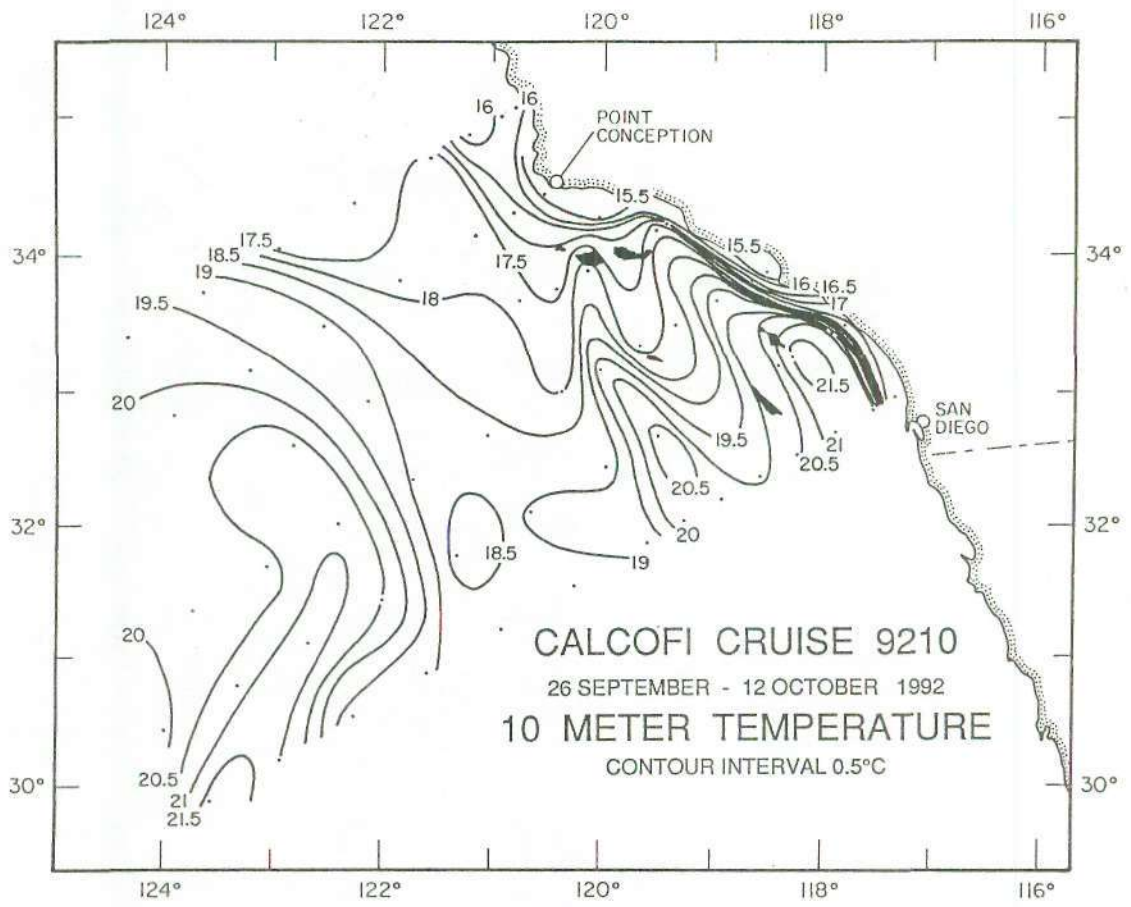 124° 122° 120° 118° 116°
16 16
POINT
CONCEPTION
15.5
34° 17.5 17.5 15.5 34°
18.5
19 18 16 16.5
17
19.5
21.5
20 SAN
DIEGO
19.5 21
20.5
20.5
32° 18.5 20 32°
19
20
CALCOFI CRUISE 9210
26 SEPTEMBER - 12 OCTOBER 1992
10 METER TEMPERATURE
CONTOUR INTERVAL 0.5°C
20.5
30° 30°
21
21.5
124° 122° 120° 118° 116°